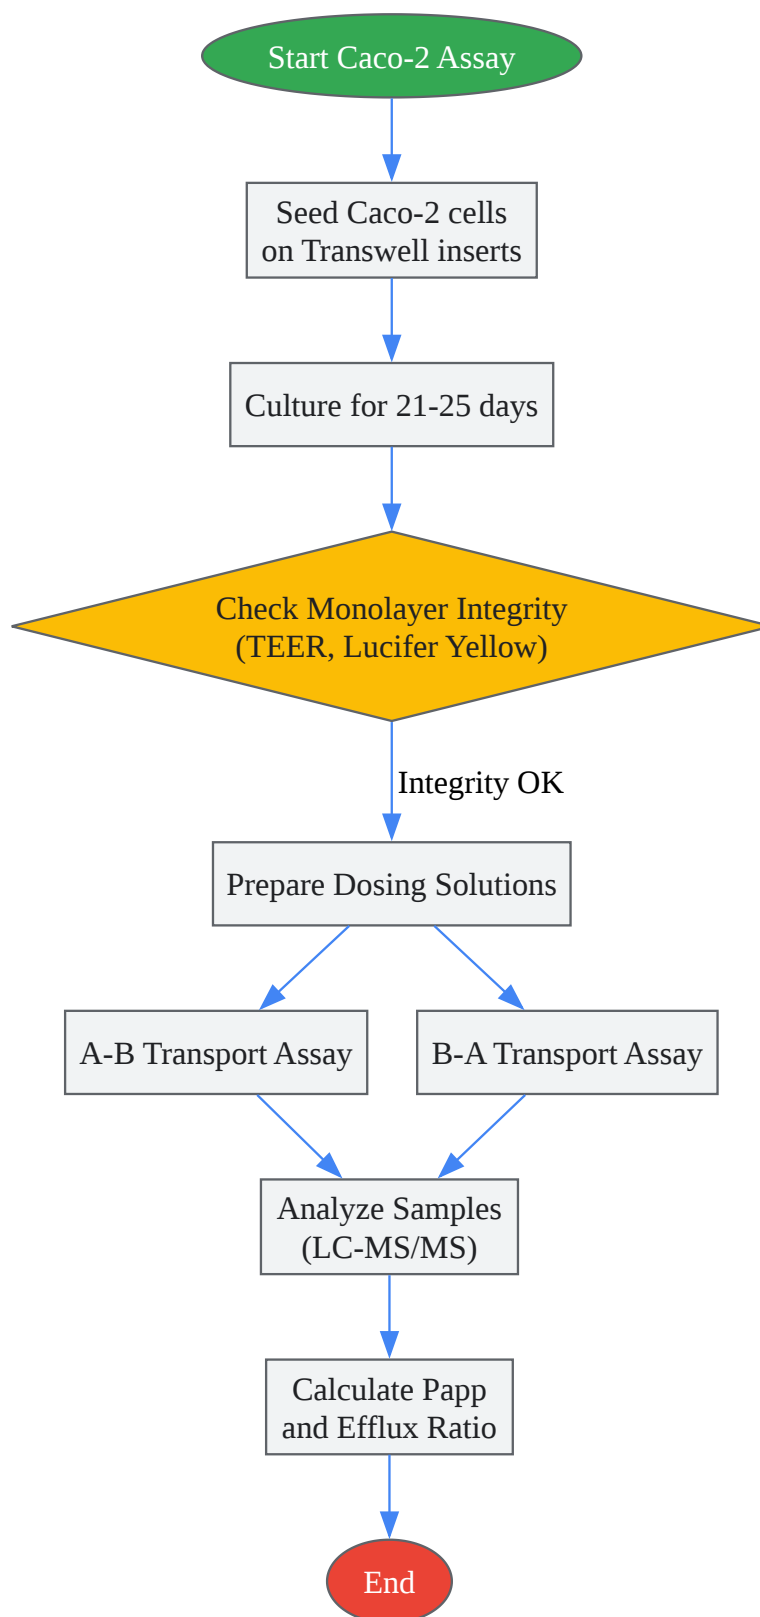 Start Caco-2 Assay
Seed Caco-2 cells
on Transwell inserts
Culture for 21-25 days
Check Monolayer Integrity
(TEER, Lucifer Yellow)
Integrity OK
Prepare Dosing Solutions
A-B Transport Assay
B-A Transport Assay
Analyze Samples
(LC-MS/MS)
Calculate Papp
and Efflux Ratio
End